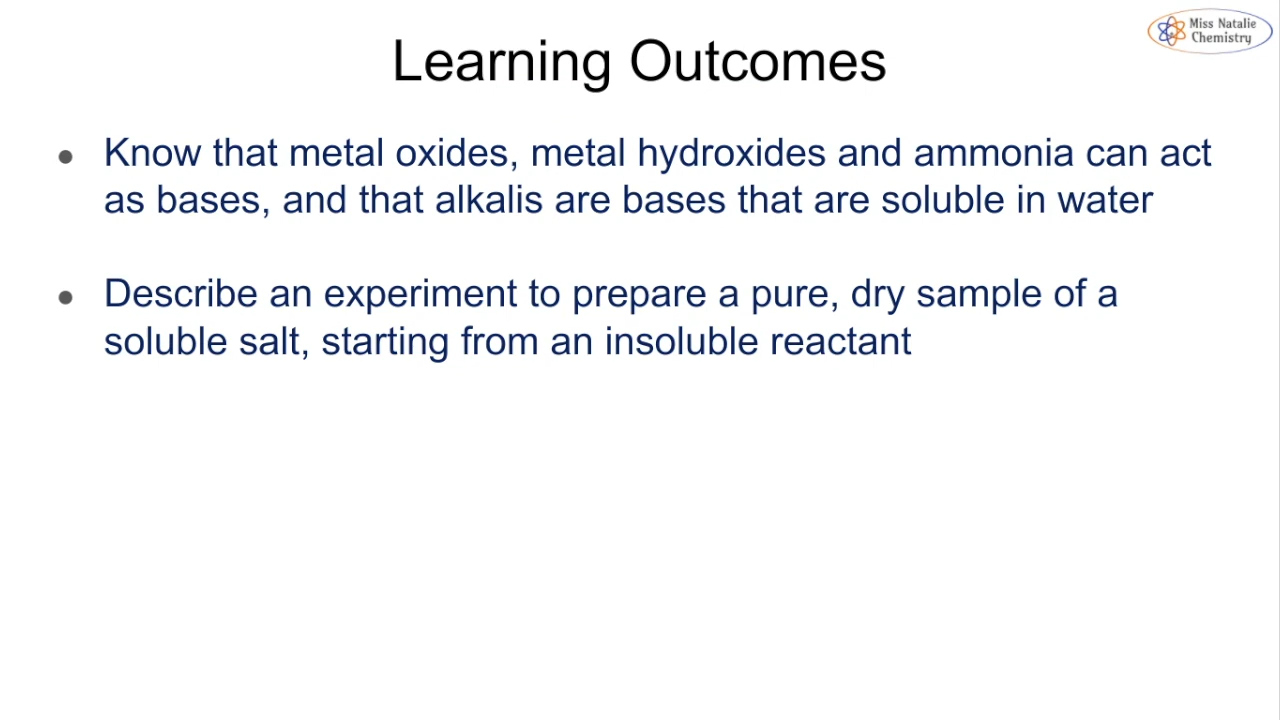 Miss Natalie
Chemistry
Learning Outcomes
● Know that metal oxides, metal hydroxides and ammonia can act
as bases, and that alkalis are bases that are soluble in water
● Describe an experiment to prepare a pure, dry sample of a
soluble salt, starting from an insoluble reactant